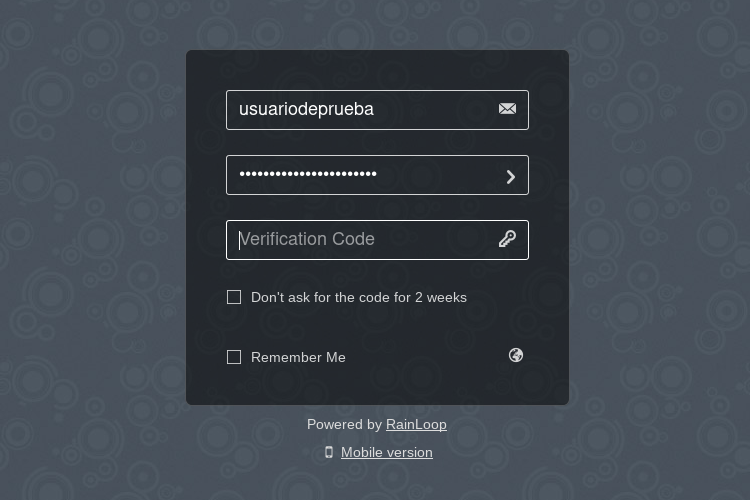 usuariodeprueba
•••••••••••••••••••••••
Verification Code
Don't ask for the code for 2 weeks
Remember Me
Powered by RainLoop
Mobile version